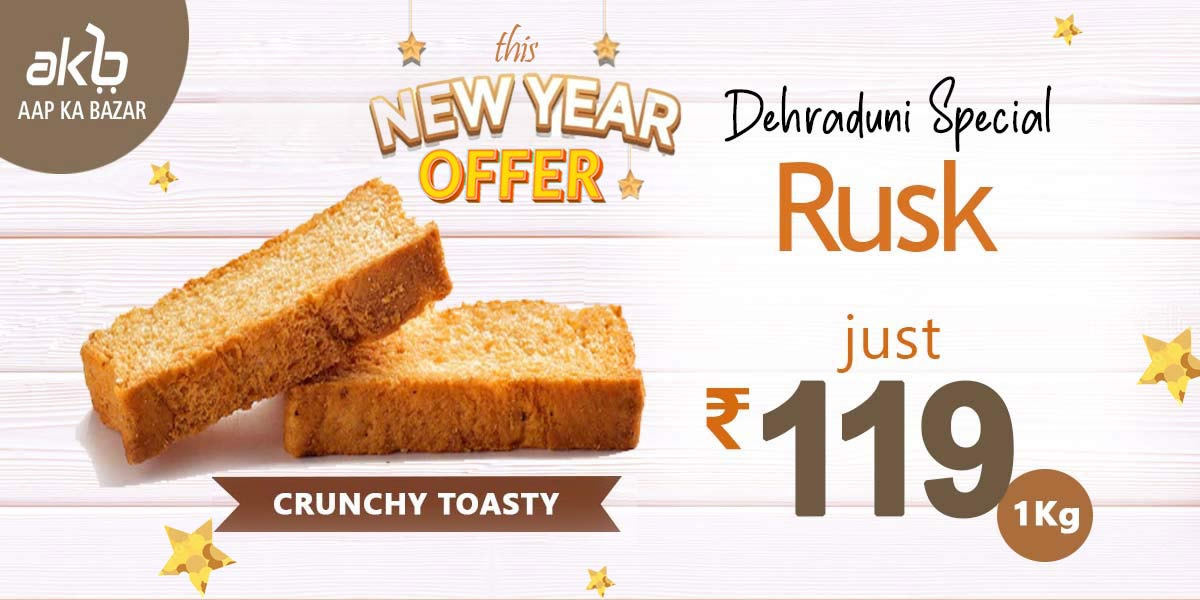 akb
AAP KA BAZAR
this
NEW YEAR
OFFER
Dehraduni Special
Rusk
just
₹119
1Kg
CRUNCHY TOASTY